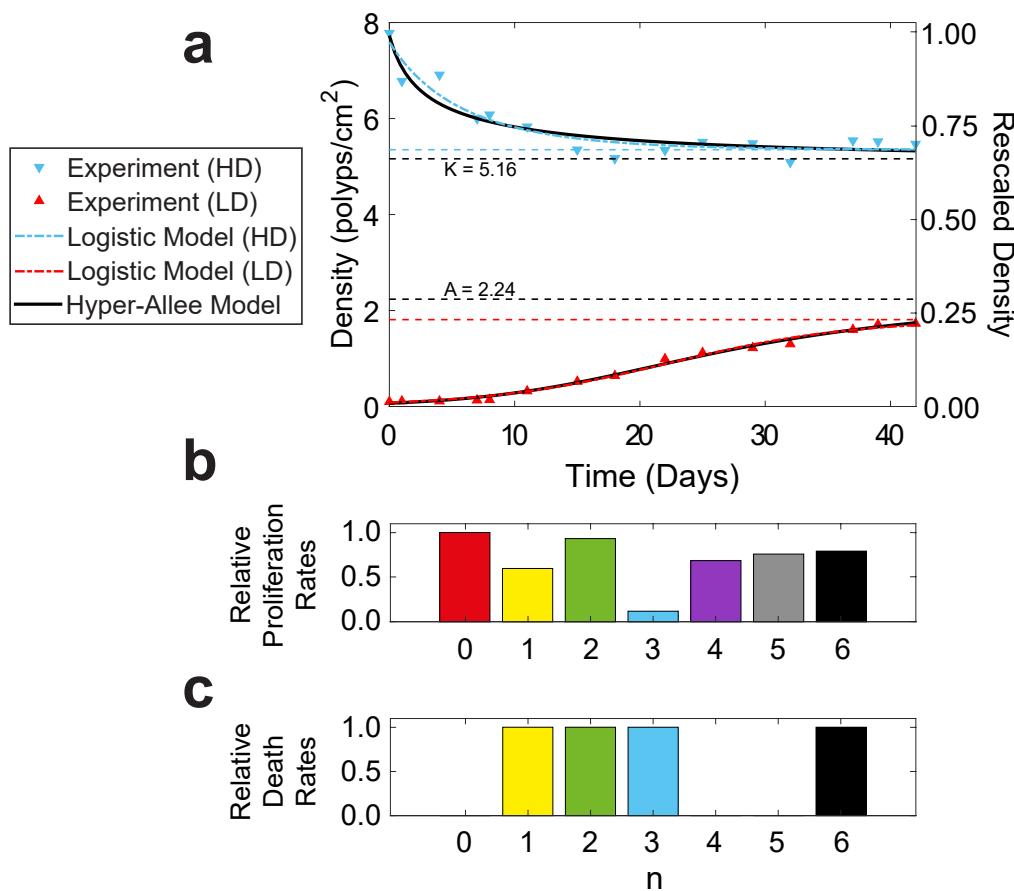 a
Experiment (HD)
Experiment (LD)
Logistic Model (HD)
Logistic Model (LD)
Hyper-Allee Model
Density (polyps/cm²)
8
6
4
2
0
K = 5.16
A = 2.24
1.00
0.75
0.50
0.25
0.00
Rescaled Density
0 10 20 30 40
Time (Days)
b
Relative
Proliferation
Rates
1.0
0.5
0.0
0 1 2 3 4 5 6
c
Relative
Death
Rates
1.0
0.5
0.0
0 1 2 3 4 5 6
n